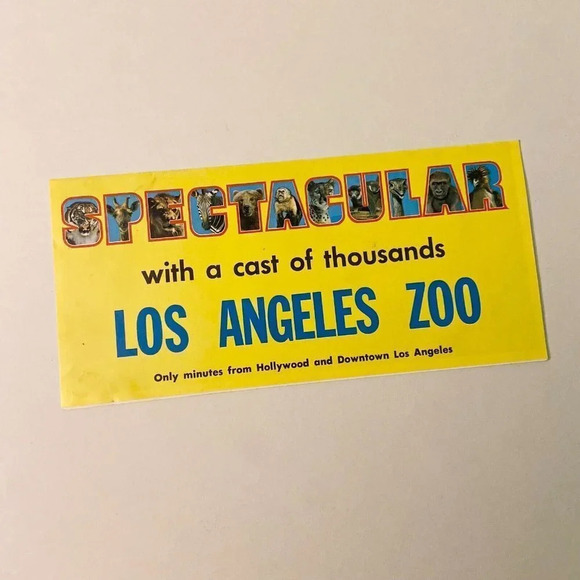 SPECTACULAR
with a cast of thousands
LOS ANGELES ZOO
Only minutes from Hollywood and Downtown Los Angeles